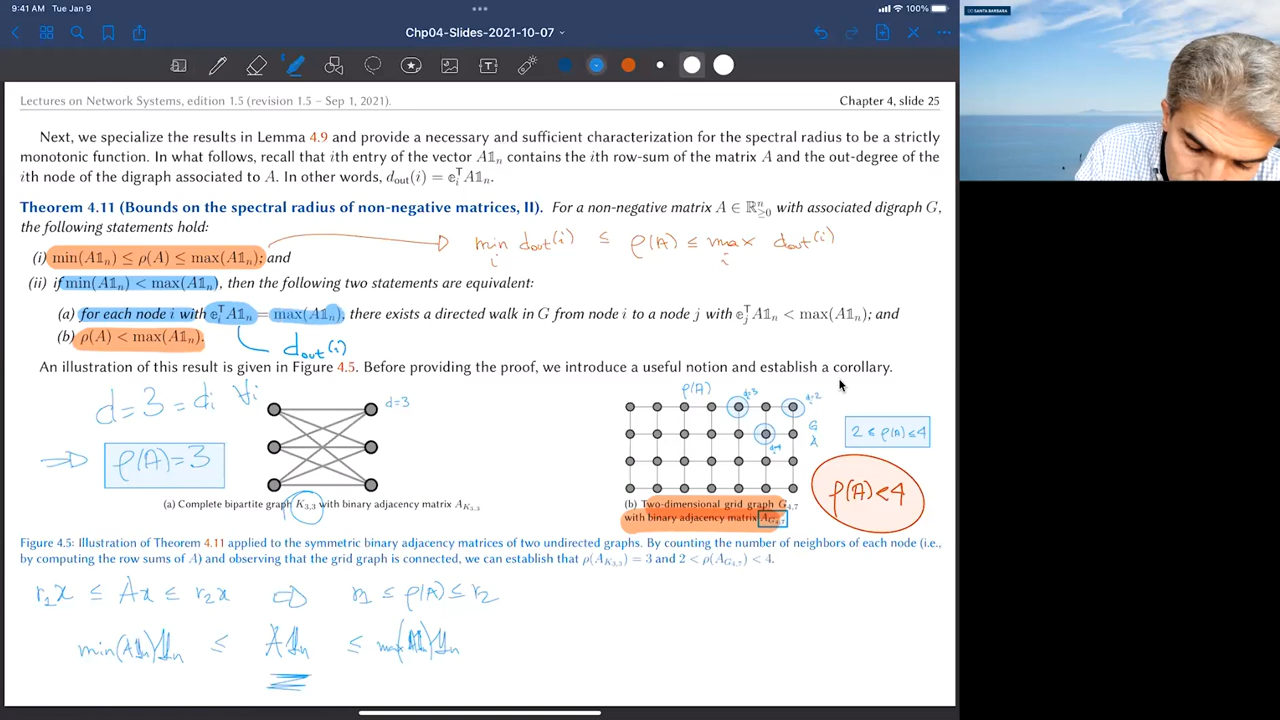 9:41 AM Tue Jan 9
100%
Chp04-Slides-2021-10-07
SANTA BARBARA
Lectures on Network Systems, edition 1.5 (revision 1.5 – Sep 1, 2021).
Chapter 4, slide 25
Next, we specialize the results in Lemma 4.9 and provide a necessary and sufficient characterization for the spectral radius to be a strictly
monotonic function. In what follows, recall that ith entry of the vector A𝟙ₙ contains the ith row-sum of the matrix A and the out-degree of the
ith node of the digraph associated to A. In other words, d_out(i) = 𝕖ᵢᵀA𝟙ₙ.
Theorem 4.11 (Bounds on the spectral radius of non-negative matrices, II). For a non-negative matrix A ∈ ℝⁿ≥0 with associated digraph G,
the following statements hold:
(i) min(A𝟙ₙ) ≤ ρ(A) ≤ max(A𝟙ₙ); and
min d_out(i) ≤ ρ(A) ≤ max d_out(i)
i i
(ii) if min(A𝟙ₙ) < max(A𝟙ₙ), then the following two statements are equivalent:
(a) for each node i with 𝕖ᵢᵀA𝟙ₙ = max(A𝟙ₙ), there exists a directed walk in G from node i to a node j with 𝕖ⱼᵀA𝟙ₙ < max(A𝟙ₙ); and
(b) ρ(A) < max(A𝟙ₙ).
d_out(i)
An illustration of this result is given in Figure 4.5. Before providing the proof, we introduce a useful notion and establish a corollary.
d=3 = dᵢ ∀i
d=3
⇒ ρ(A)=3
ρ(A)
d=3
d=2
G
A
d=4
2 ≤ ρ(A) ≤ 4
ρ(A) < 4
(a) Complete bipartite graph K₃,₃ with binary adjacency matrix A_K₃,₃
(b) Two-dimensional grid graph G₄,₇
with binary adjacency matrix A_G₄,₇
Figure 4.5: Illustration of Theorem 4.11 applied to the symmetric binary adjacency matrices of two undirected graphs. By counting the number of neighbors of each node (i.e.,
by computing the row sums of A) and observing that the grid graph is connected, we can establish that ρ(A_K₃,₃) = 3 and 2 < ρ(A_G₄,₇) < 4.
r₁x ≤ Ax ≤ r₂x ⇒ r₁ ≤ ρ(A) ≤ r₂
min(A𝟙ₙ)𝟙ₙ ≤ A𝟙ₙ ≤ max(A𝟙ₙ)𝟙ₙ